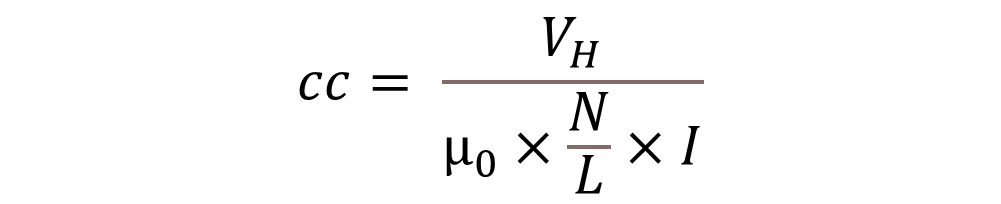 cc = V_H / (μ₀ × N/L × I)